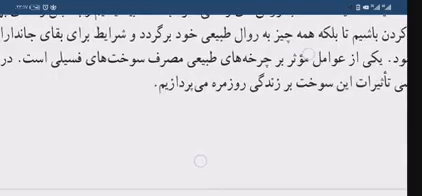 ۲۲:۱۷
کردن باشیم تا بلکه همه چیز به روال طبیعی خود برگردد و شرایط برای بقای جاندارا
ود. یکی از عوامل مؤثر بر چرخه‌های طبیعی مصرف سوخت‌های فسیلی است. در
سی تأثیرات این سوخت بر زندگی روزمره می‌پردازیم.